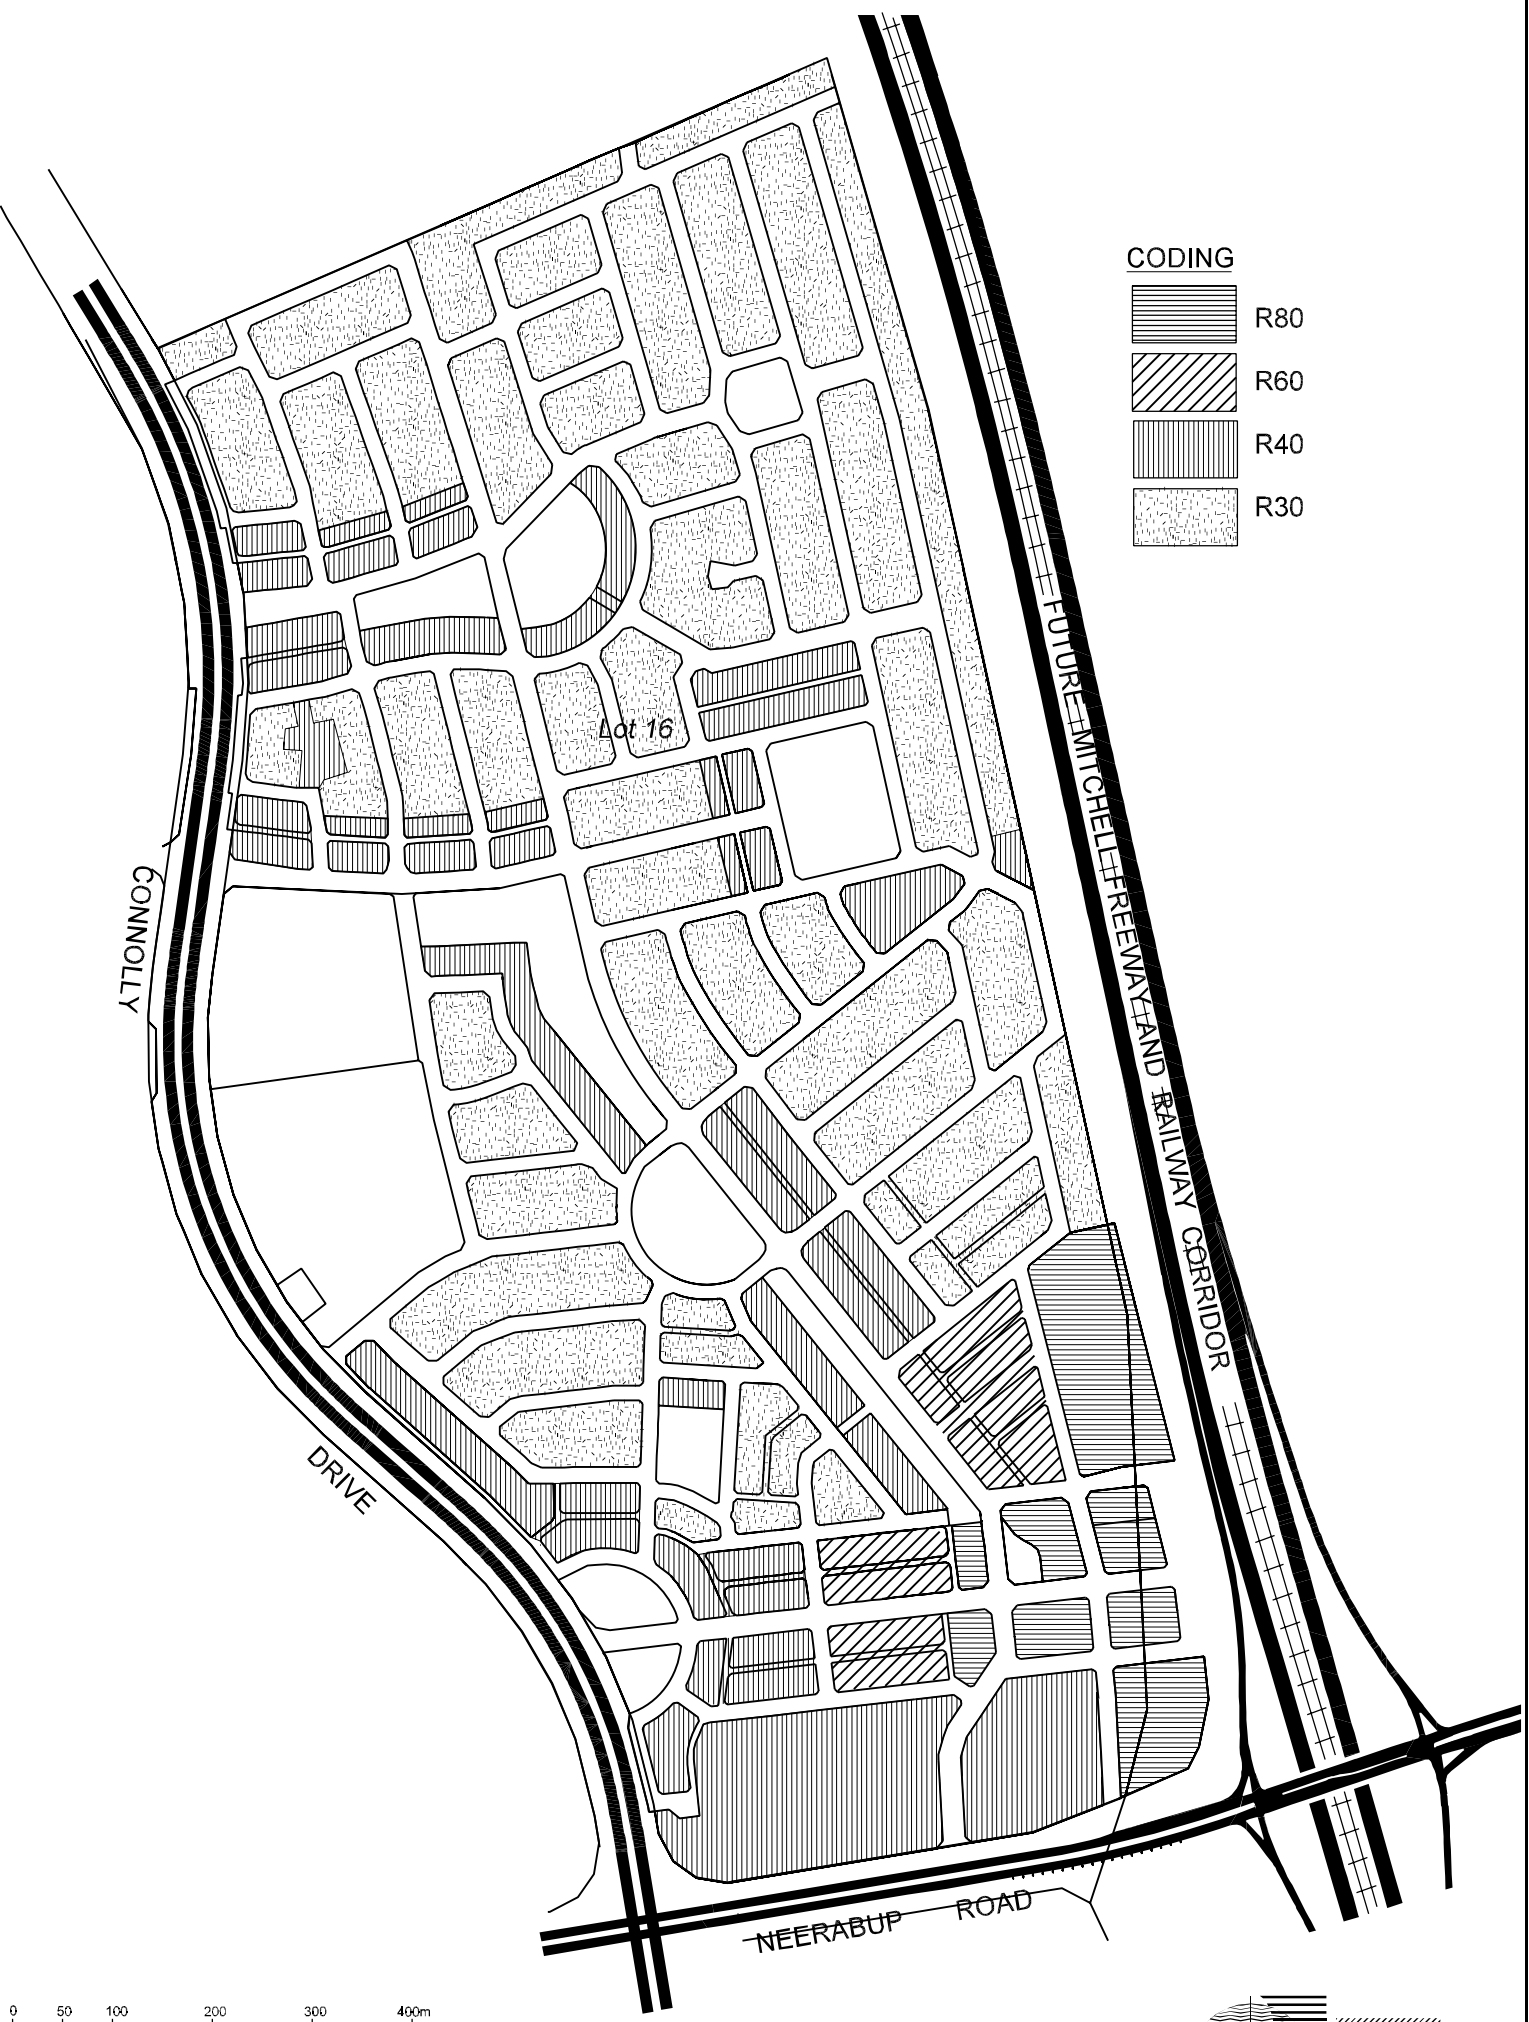 CODING
R80
R60
R40
R30
FUTURE MITCHELL FREEWAY AND RAILWAY CORRIDOR
Lot 16
CONNOLLY
DRIVE
NEERABUP ROAD
0 50 100 200 300 400m